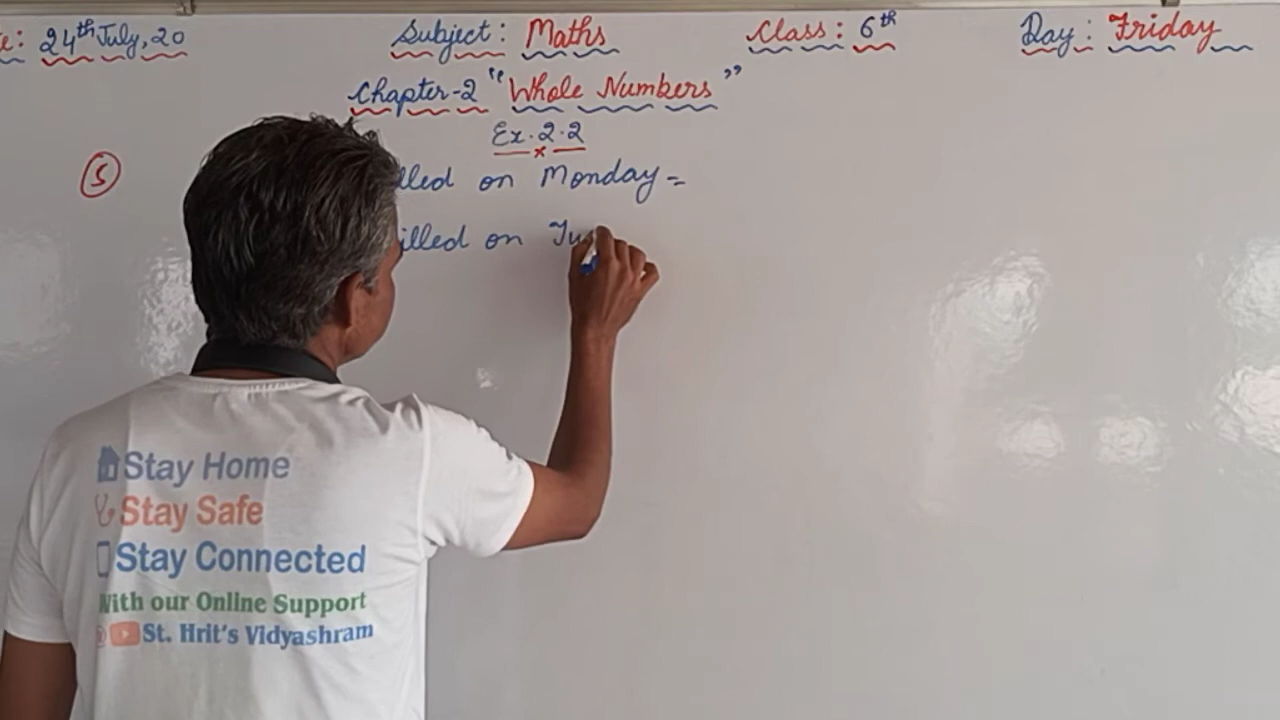 e: 24th July, 20
Subject: Maths
Class: 6th
Day: Friday
Chapter-2 "Whole Numbers"
Ex. 2.2
5
lled on Monday =
illed on Tu
Stay Home
Stay Safe
Stay Connected
With our Online Support
St. Hrit's Vidyashram